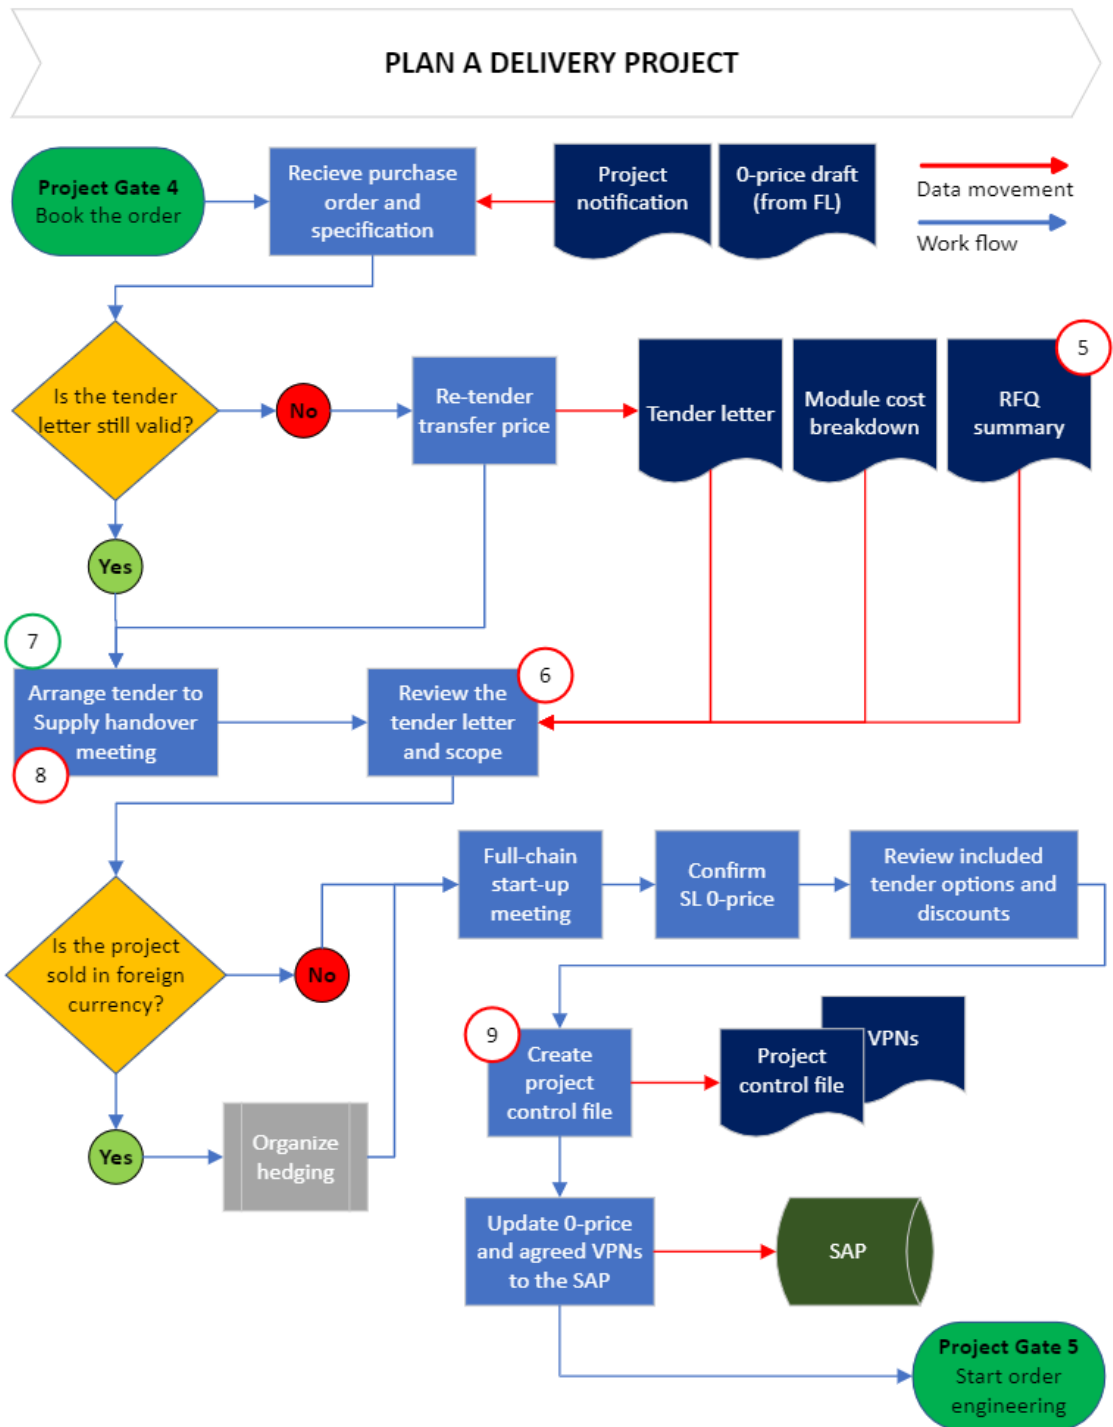 PLAN A DELIVERY PROJECT
Project Gate 4
Book the order
Recieve purchase
order and
specification
Project
notification
0-price draft
(from FL)
Data movement
Work flow
Is the tender
letter still valid?
No
Re-tender
transfer price
Tender letter
Module cost
breakdown
RFQ
summary
5
Yes
7
Arrange tender to
Supply handover
meeting
8
Review the
tender letter
and scope
6
Full-chain
start-up
meeting
Confirm
SL 0-price
Review included
tender options and
discounts
Is the project
sold in foreign
currency?
No
9
Create
project
control file
Project
control file
VPNs
Yes
Organize
hedging
Update 0-price
and agreed VPNs
to the SAP
SAP
Project Gate 5
Start order
engineering